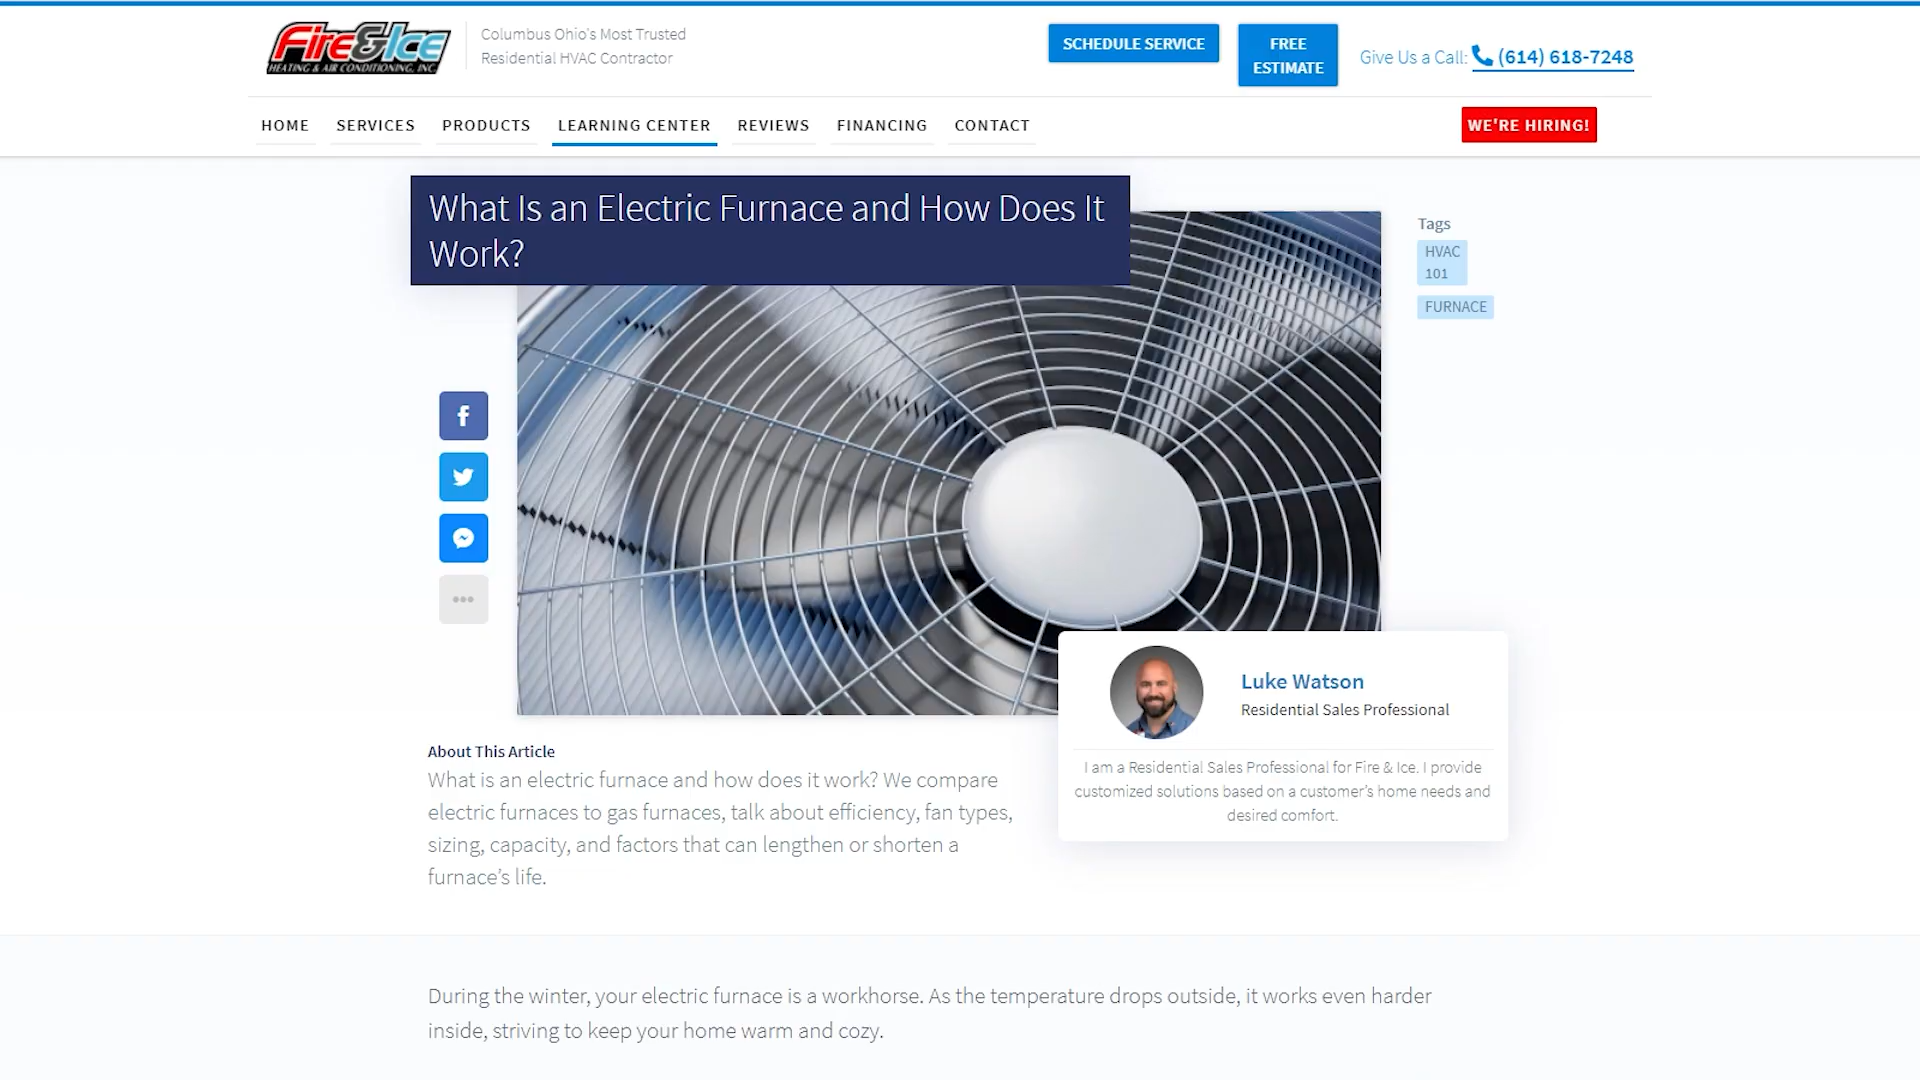 Fire & Ice
HEATING & AIR CONDITIONING, INC
Columbus Ohio's Most Trusted
Residential HVAC Contractor
SCHEDULE SERVICE
FREE
ESTIMATE
Give Us a Call: (614) 618-7248
HOME SERVICES PRODUCTS LEARNING CENTER REVIEWS FINANCING CONTACT
WE'RE HIRING!
What Is an Electric Furnace and How Does It
Work?
Tags
HVAC
101
FURNACE
Luke Watson
Residential Sales Professional
I am a Residential Sales Professional for Fire & Ice. I provide
customized solutions based on a customer's home needs and
desired comfort.
About This Article
What is an electric furnace and how does it work? We compare
electric furnaces to gas furnaces, talk about efficiency, fan types,
sizing, capacity, and factors that can lengthen or shorten a
furnace’s life.
During the winter, your electric furnace is a workhorse. As the temperature drops outside, it works even harder
inside, striving to keep your home warm and cozy.